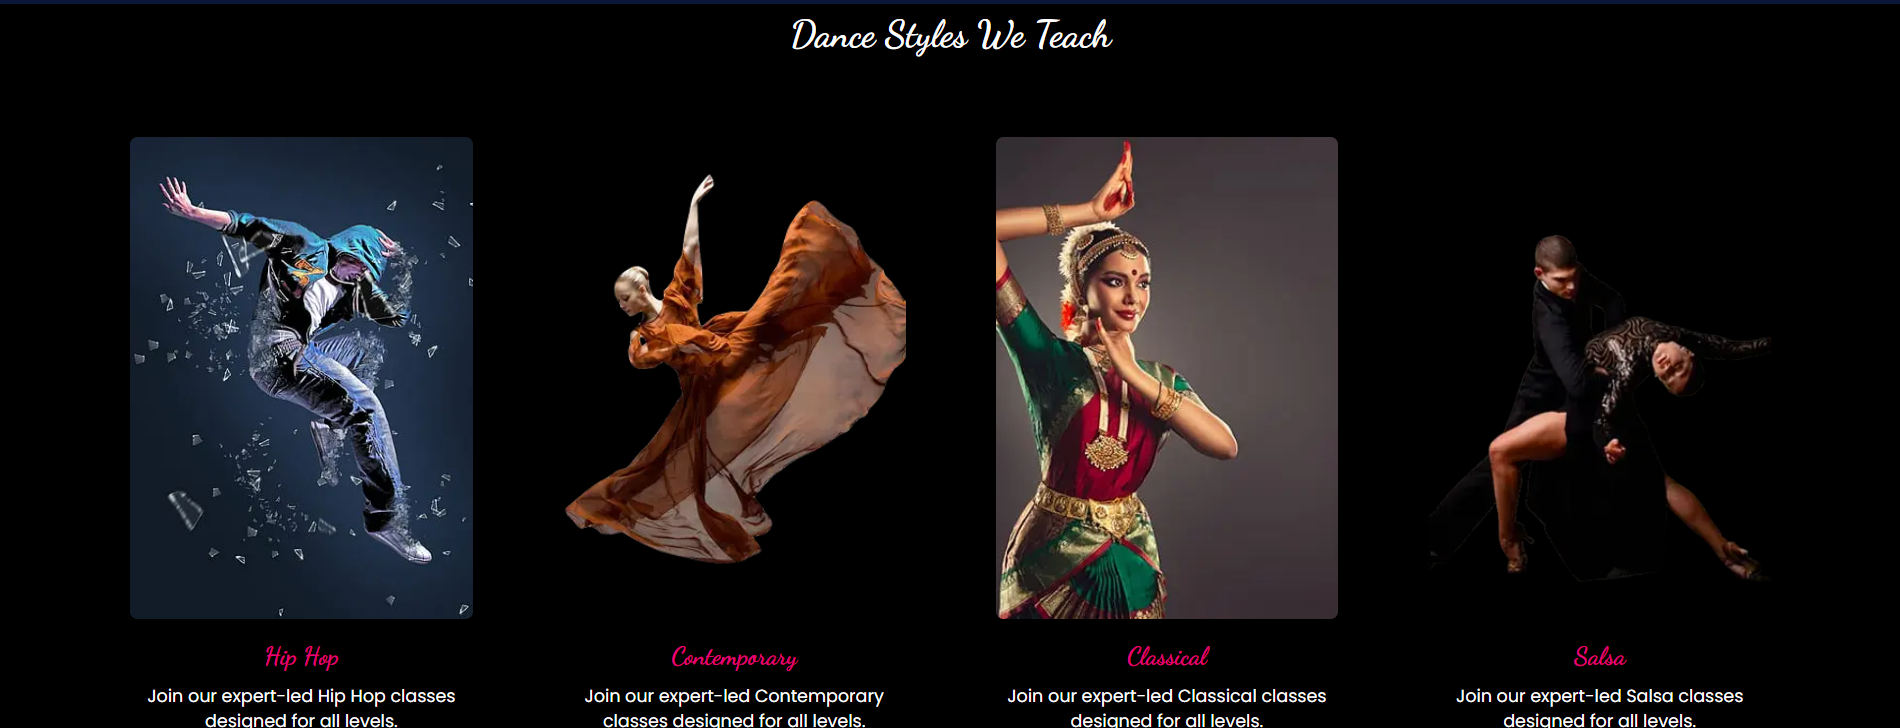 Dance Styles We Teach
Hip Hop
Join our expert-led Hip Hop classes
designed for all levels.
Contemporary
Join our expert-led Contemporary
classes designed for all levels.
Classical
Join our expert-led Classical classes
designed for all levels.
Salsa
Join our expert-led Salsa classes
designed for all levels.